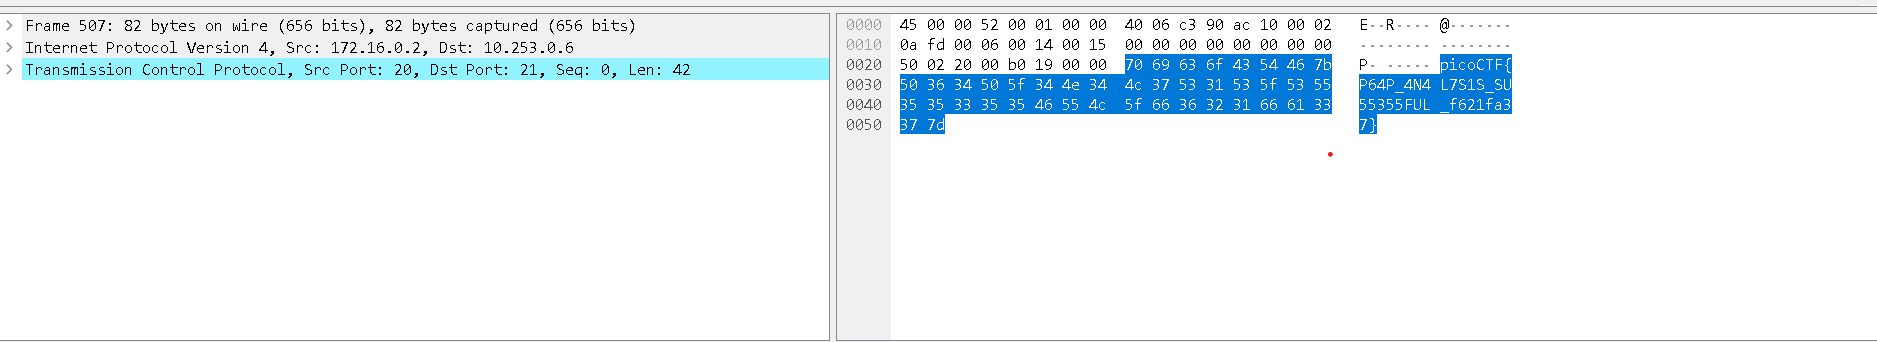 Frame 507: 82 bytes on wire (656 bits), 82 bytes captured (656 bits)
Internet Protocol Version 4, Src: 172.16.0.2, Dst: 10.253.0.6
Transmission Control Protocol, Src Port: 20, Dst Port: 21, Seq: 0, Len: 42
0000 45 00 00 52 00 01 00 00 40 06 c3 90 ac 10 00 02 E··R···· @·······
0010 0a fd 00 06 00 14 00 15 00 00 00 00 00 00 00 00 ········ ········
0020 50 02 20 00 b0 19 00 00 70 69 63 6f 43 54 46 7b P· ····· picoCTF{
0030 50 36 34 50 5f 34 4e 34 4c 37 53 31 53 5f 53 55 P64P_4N4 L7S1S_SU
0040 35 35 33 35 35 46 55 4c 5f 66 36 32 31 66 61 33 55355FUL _f621fa3
0050 37 7d 7}